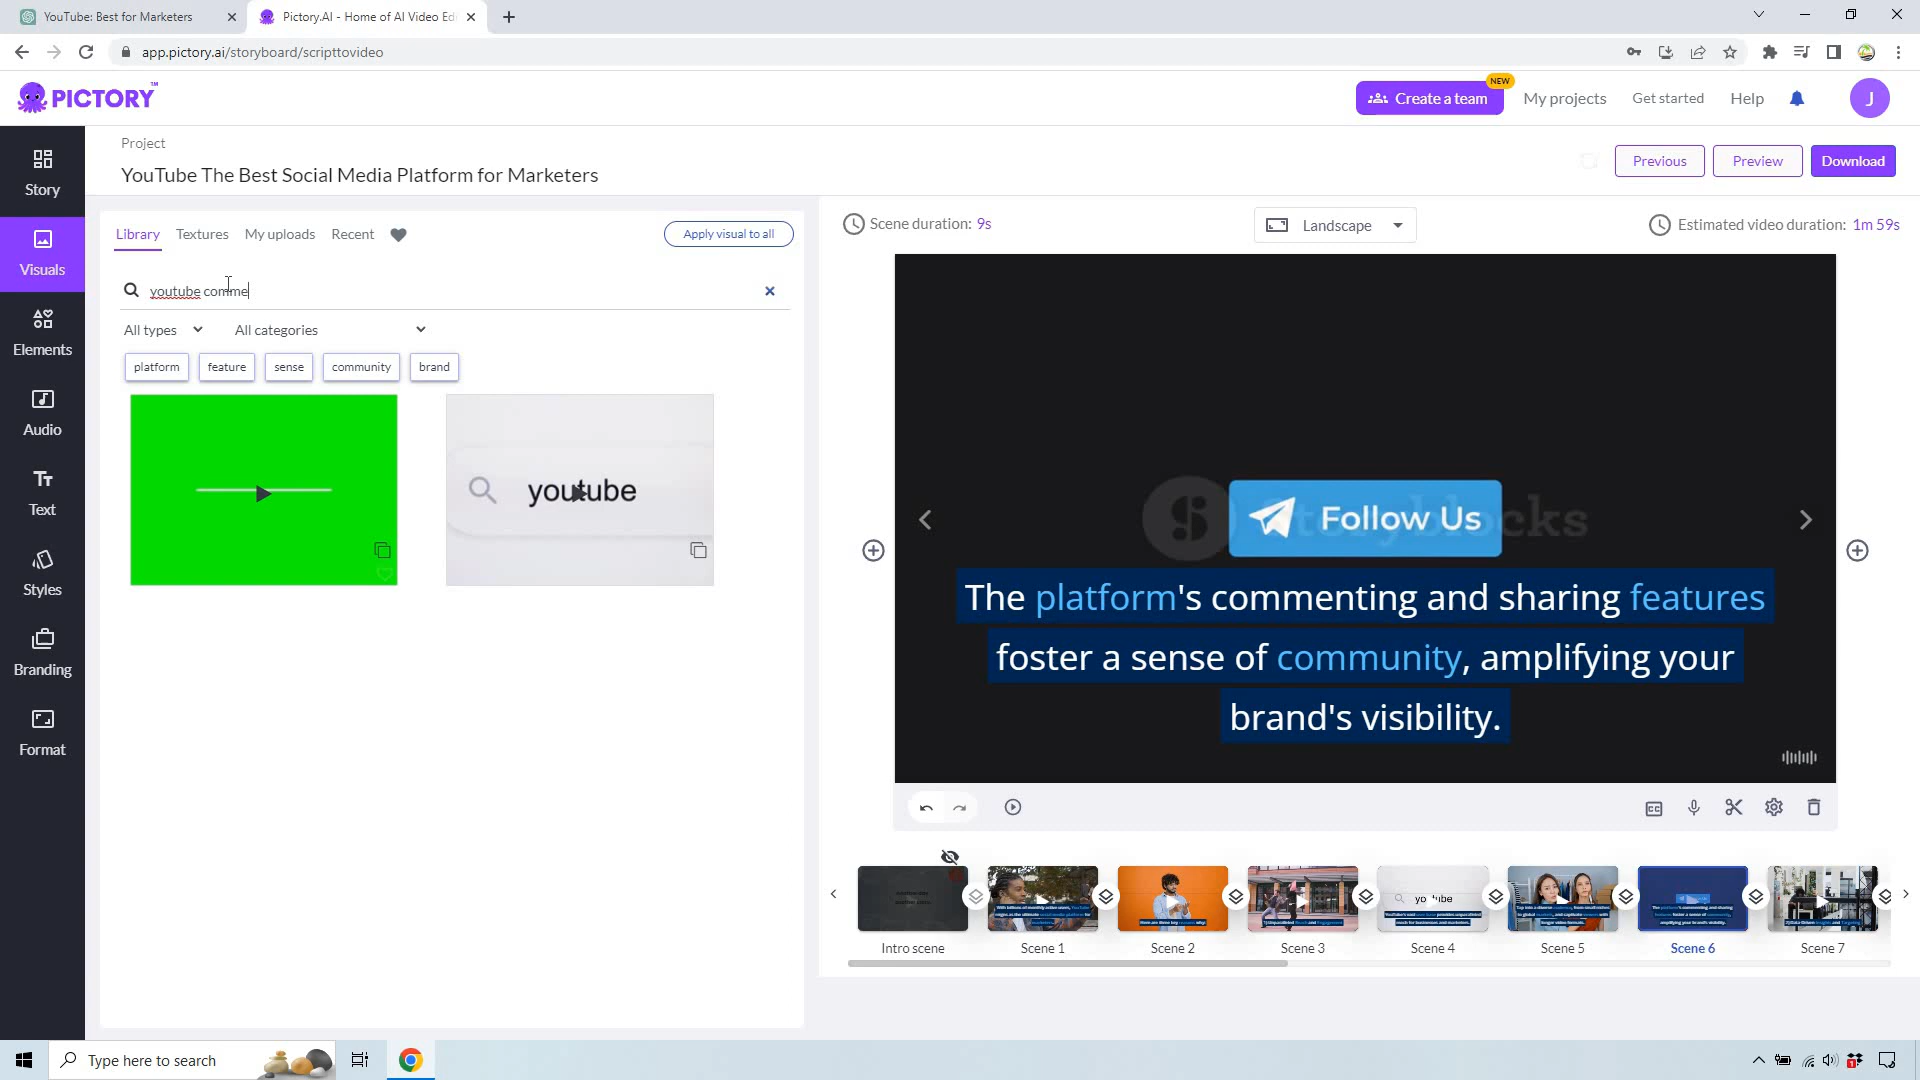 YouTube: Best for Marketers
Pictory.AI - Home of AI Video Edi
app.pictory.ai/storyboard/scripttovideo
PICTORY™
NEW
Create a team
My projects
Get started
Help
J
Project
YouTube The Best Social Media Platform for Marketers
Previous
Preview
Download
Story
Visuals
Elements
Audio
Text
Styles
Branding
Format
Library
Textures
My uploads
Recent
Apply visual to all
youtube comme
All types
All categories
platform
feature
sense
community
brand
youtube
Scene duration: 9s
Landscape
Estimated video duration: 1m 59s
Follow Us
The platform's commenting and sharing features
foster a sense of community, amplifying your
brand's visibility.
Intro scene
Scene 1
Scene 2
Scene 3
Scene 4
Scene 5
Scene 6
Scene 7
Type here to search